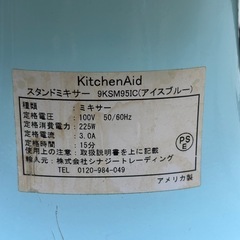 KitchenAid
スタンドミキサー 9KSM95IC(アイスブルー)
種類 : ミキサー
定格電圧: 100V 50/60Hz
定格消費電力: 225W
定格電流: 3.0A
定格時間: 15分
使用上の注意: 取扱説明書を上に表記
輸入元: 株式会社シナジートレーディング
TEL 0120-984-049
PSE
アメリカ製